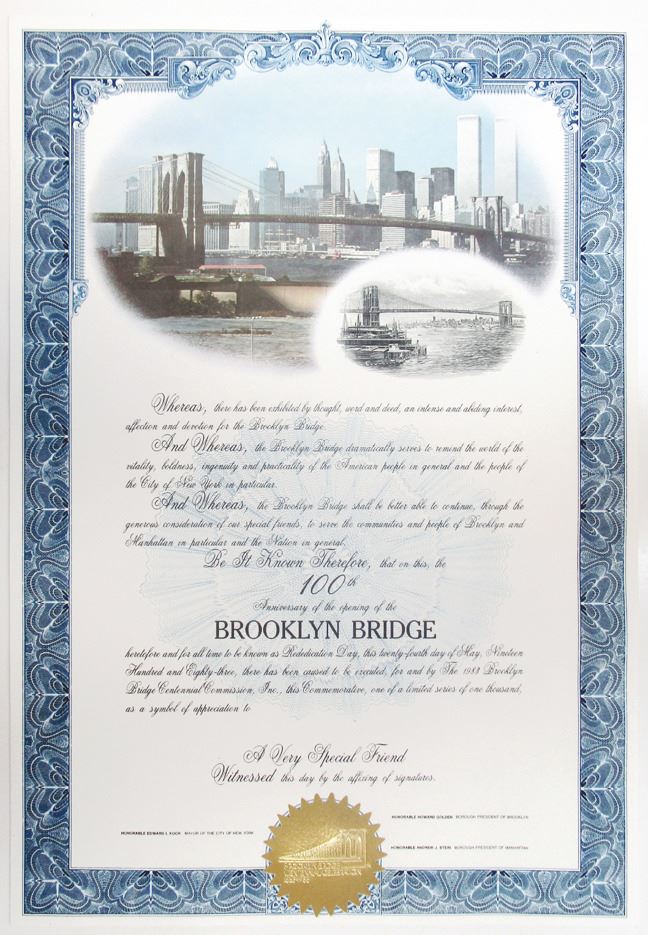 Whereas, there has been exhibited by thought, word and deed, an intense and abiding interest,
affection and devotion for the Brooklyn Bridge.
And Whereas, the Brooklyn Bridge dramatically serves to remind the world of the
vitality, boldness, ingenuity and practicality of the American people in general and the people of
the City of New York in particular.
And Whereas, the Brooklyn Bridge shall be better able to continue, through the
generous consideration of our special friends, to serve the communities and people of Brooklyn and
Manhattan in particular and the Nation in general,
Be It Known Therefore, that on this, the
100th
Anniversary of the opening of the
BROOKLYN BRIDGE
heretofore and for all time to be known as Rededication Day, this twenty-fourth day of May, Nineteen
Hundred and Eighty-three, there has been caused to be executed, for and by The 1983 Brooklyn
Bridge Centennial Commission, Inc., this Commemorative, one of a limited series of one thousand,
as a symbol of appreciation to
A Very Special Friend
Witnessed this day by the affixing of signatures.
HONORABLE HOWARD GOLDEN BOROUGH PRESIDENT OF BROOKLYN
HONORABLE EDWARD I. KOCH MAYOR OF THE CITY OF NEW YORK
HONORABLE ANDREW J. STEIN BOROUGH PRESIDENT OF MANHATTAN